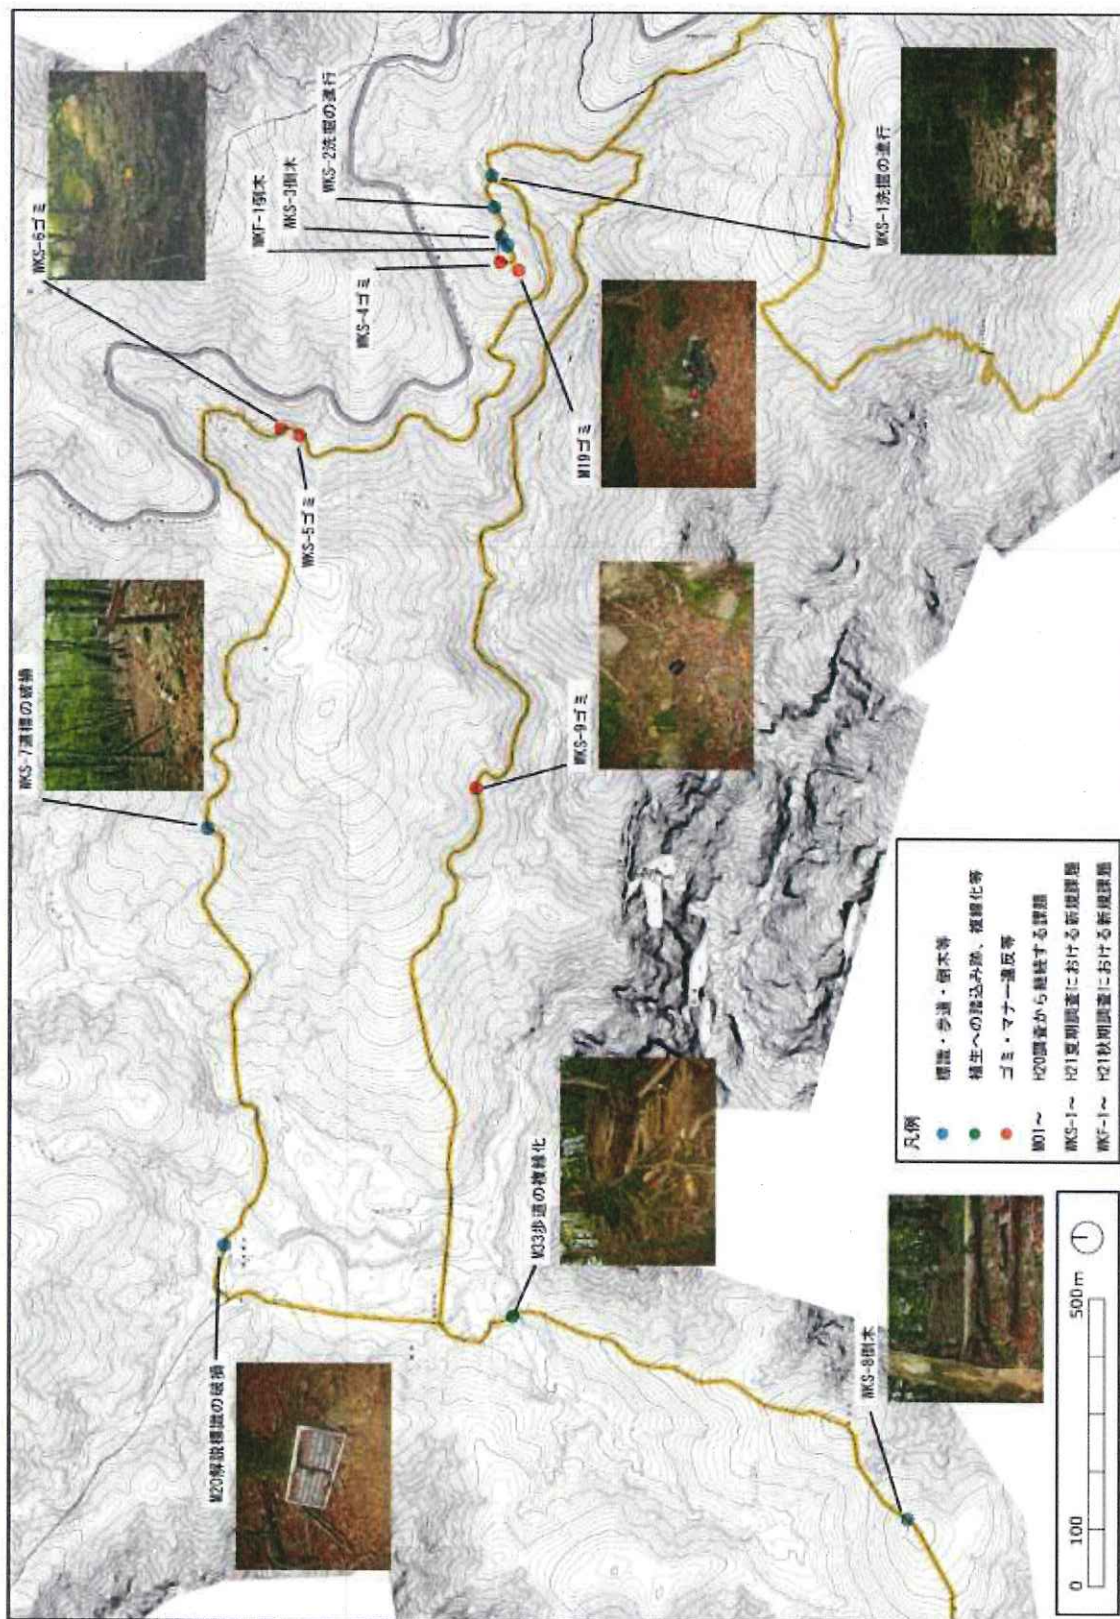 M20解説標識の破損
WKS-7道標の破損
WKS-6ゴミ
WKS-5ゴミ
WKF-1倒木
WKS-3倒木
WKS-2洗掘の進行
WKS-4ゴミ
M19ゴミ
WKS-1洗掘の進行
WKS-9ゴミ
M33歩道の複線化
WKS-8倒木
凡例
標識・歩道・倒木等
植生への踏込み跡、複線化等
ゴミ・マナー違反等
M01～ H20調査から継続する課題
WKS-1～ H21夏期調査における新規課題
WKF-1～ H21秋期調査における新規課題
0 100 500m